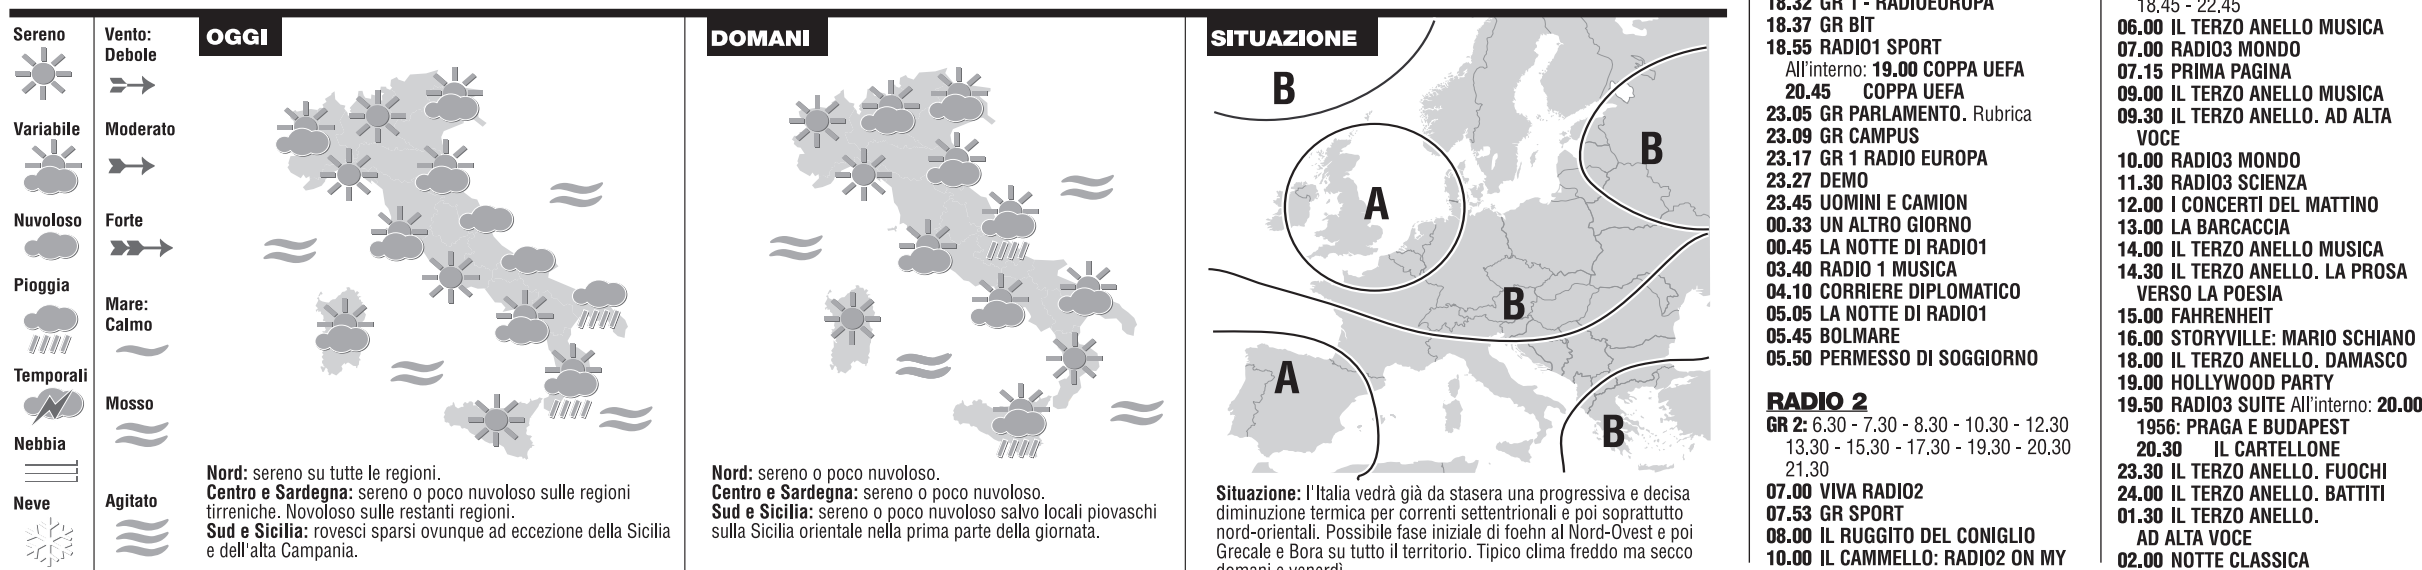 Sereno
Variabile
Nuvoloso
Pioggia
Temporali
Nebbia
Neve
Vento:
Debole
Moderato
Forte
Mare:
Calmo
Mosso
Agitato
OGGI
Nord: sereno su tutte le regioni.
Centro e Sardegna: sereno o poco nuvoloso sulle regioni
tirreniche. Novoloso sulle restanti regioni.
Sud e Sicilia: rovesci sparsi ovunque ad eccezione della Sicilia
e dell'alta Campania.
DOMANI
Nord: sereno o poco nuvoloso.
Centro e Sardegna: sereno o poco nuvoloso.
Sud e Sicilia: sereno o poco nuvoloso salvo locali piovaschi
sulla Sicilia orientale nella prima parte della giornata.
SITUAZIONE
B
B
A
B
A
B
Situazione: l'Italia vedrà già da stasera una progressiva e decisa
diminuzione termica per correnti settentrionali e poi soprattutto
nord-orientali. Possibile fase iniziale di foehn al Nord-Ovest e poi
Grecale e Bora su tutto il territorio. Tipico clima freddo ma secco
domani e venerdì.
18.32 GR 1 - RADIOEUROPA
18.37 GR BIT
18.55 RADIO1 SPORT
All'interno: 19.00 COPPA UEFA
20.45 COPPA UEFA
23.05 GR PARLAMENTO. Rubrica
23.09 GR CAMPUS
23.17 GR 1 RADIO EUROPA
23.27 DEMO
23.45 UOMINI E CAMION
00.33 UN ALTRO GIORNO
00.45 LA NOTTE DI RADIO1
03.40 RADIO 1 MUSICA
04.10 CORRIERE DIPLOMATICO
05.05 LA NOTTE DI RADIO1
05.45 BOLMARE
05.50 PERMESSO DI SOGGIORNO
RADIO 2
GR 2: 6.30 - 7.30 - 8.30 - 10.30 - 12.30
13.30 - 15.30 - 17.30 - 19.30 - 20.30
21.30
07.00 VIVA RADIO2
07.53 GR SPORT
08.00 IL RUGGITO DEL CONIGLIO
10.00 IL CAMMELLO: RADIO2 ON MY
18.45 - 22.45
06.00 IL TERZO ANELLO MUSICA
07.00 RADIO3 MONDO
07.15 PRIMA PAGINA
09.00 IL TERZO ANELLO MUSICA
09.30 IL TERZO ANELLO. AD ALTA
VOCE
10.00 RADIO3 MONDO
11.30 RADIO3 SCIENZA
12.00 I CONCERTI DEL MATTINO
13.00 LA BARCACCIA
14.00 IL TERZO ANELLO MUSICA
14.30 IL TERZO ANELLO. LA PROSA
VERSO LA POESIA
15.00 FAHRENHEIT
16.00 STORYVILLE: MARIO SCHIANO
18.00 IL TERZO ANELLO. DAMASCO
19.00 HOLLYWOOD PARTY
19.50 RADIO3 SUITE All'interno: 20.00
1956: PRAGA E BUDAPEST
20.30 IL CARTELLONE
23.30 IL TERZO ANELLO. FUOCHI
24.00 IL TERZO ANELLO. BATTITI
01.30 IL TERZO ANELLO.
AD ALTA VOCE
02.00 NOTTE CLASSICA